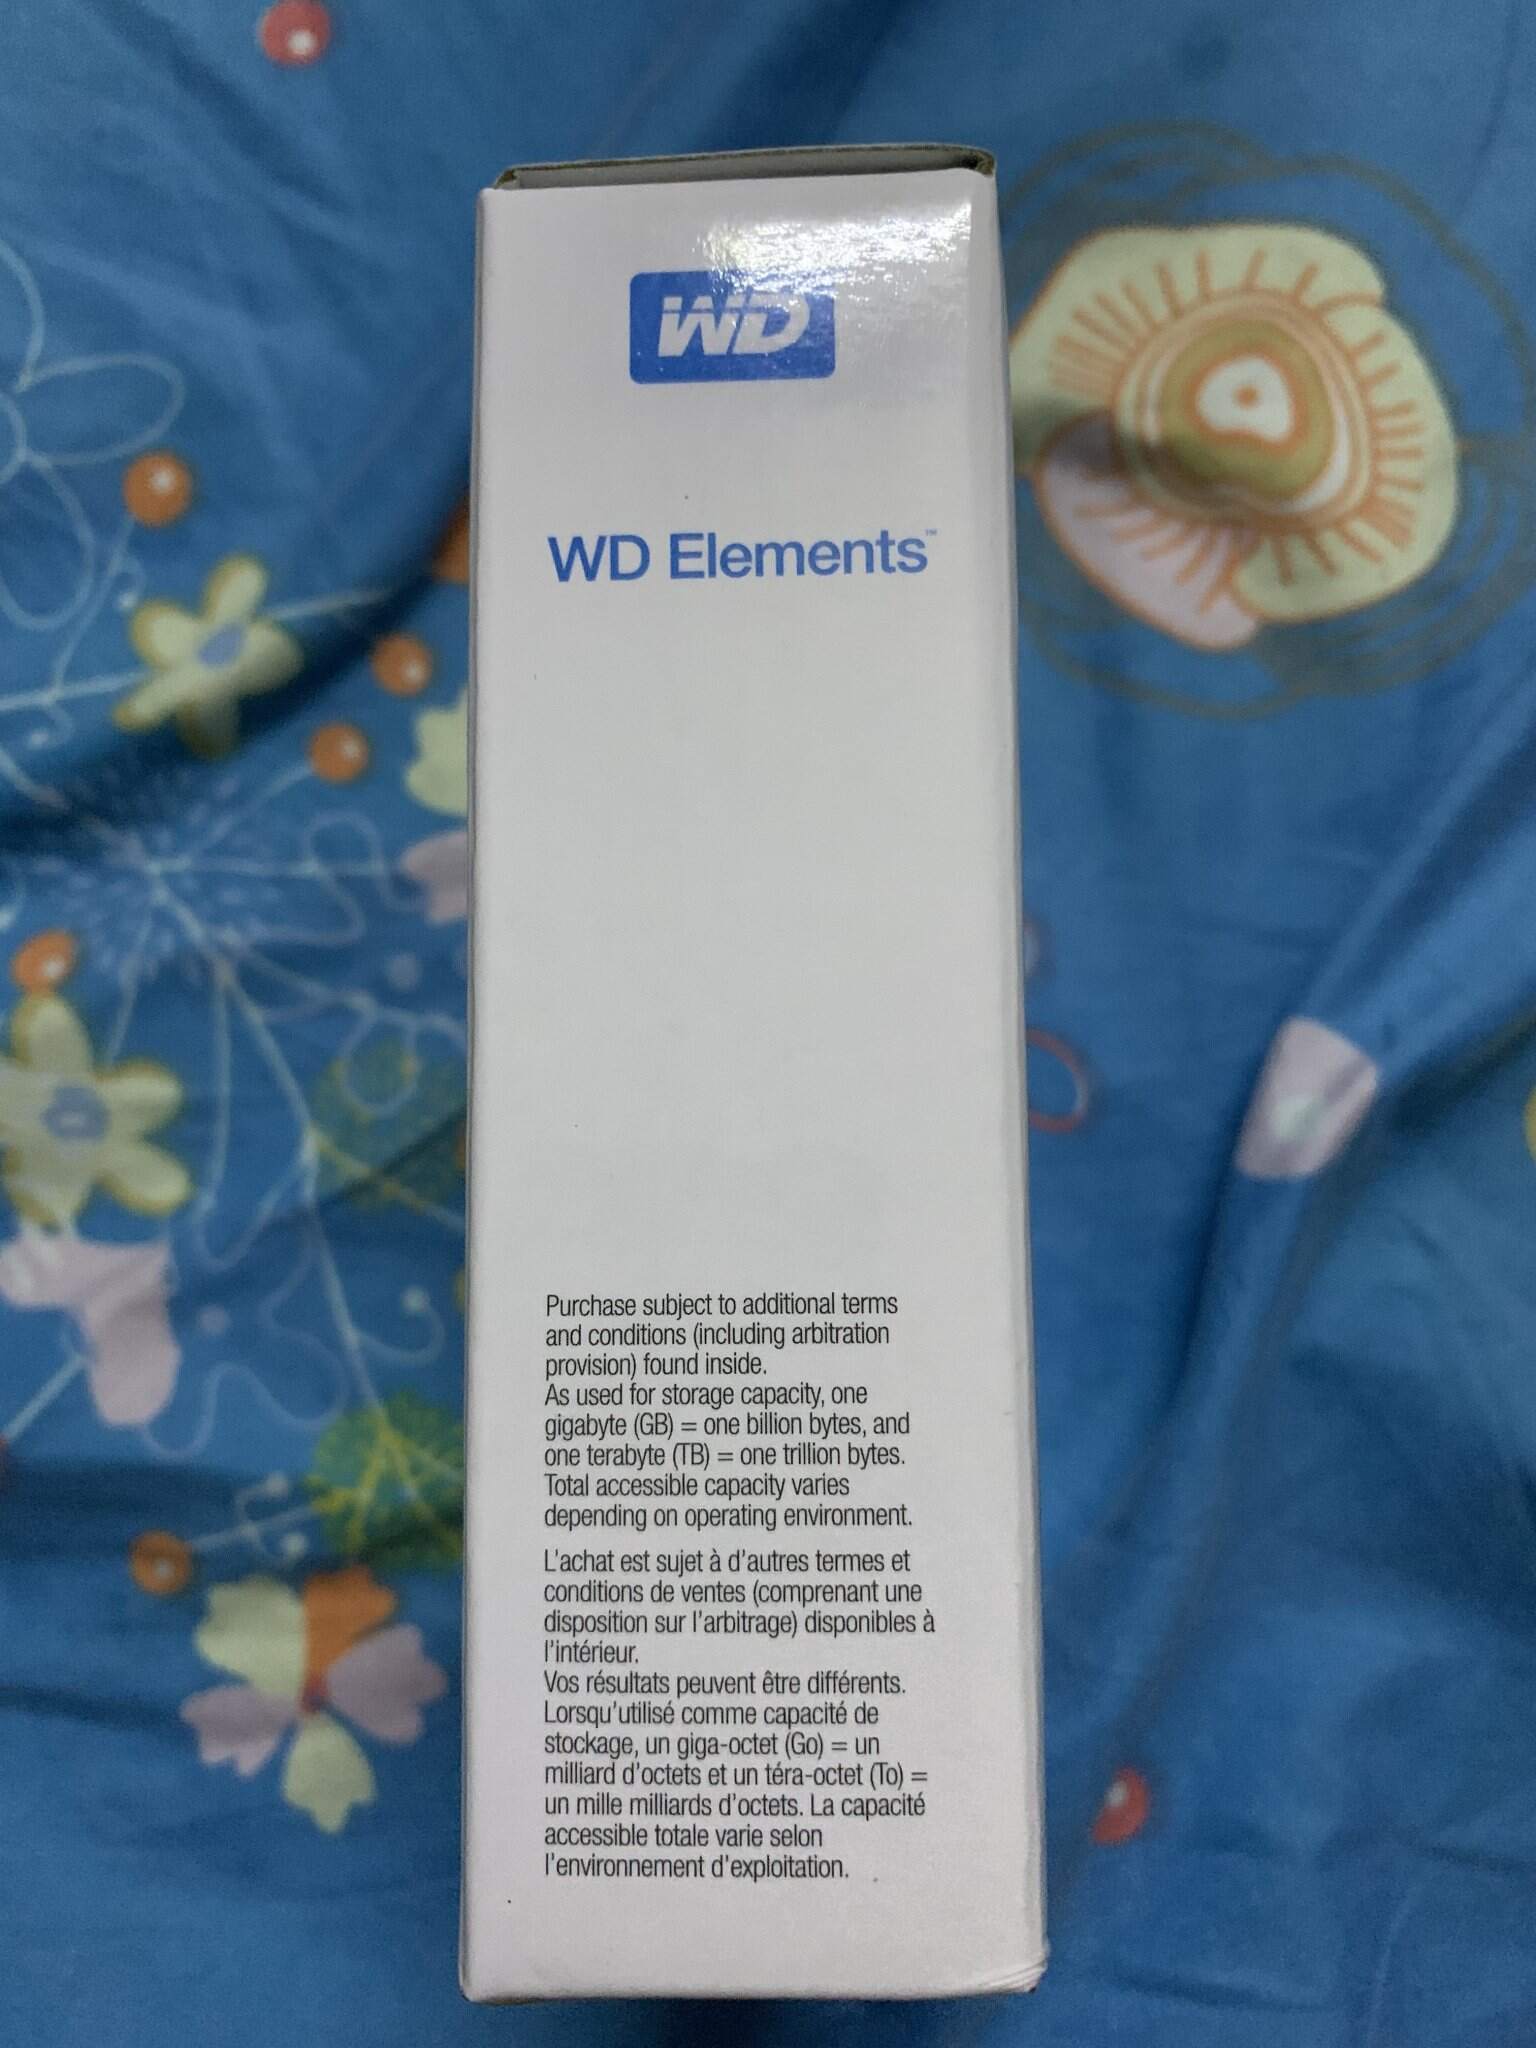 WD
WD Elements™
Purchase subject to additional terms
and conditions (including arbitration
provision) found inside.
As used for storage capacity, one
gigabyte (GB) = one billion bytes, and
one terabyte (TB) = one trillion bytes.
Total accessible capacity varies
depending on operating environment.
L'achat est sujet à d'autres termes et
conditions de ventes (comprenant une
disposition sur l'arbitrage) disponibles à
l'intérieur.
Vos résultats peuvent être différents.
Lorsqu'utilisé comme capacité de
stockage, un giga-octet (Go) = un
milliard d'octets et un téra-octet (To) =
un mille milliards d'octets. La capacité
accessible totale varie selon
l'environnement d'exploitation.